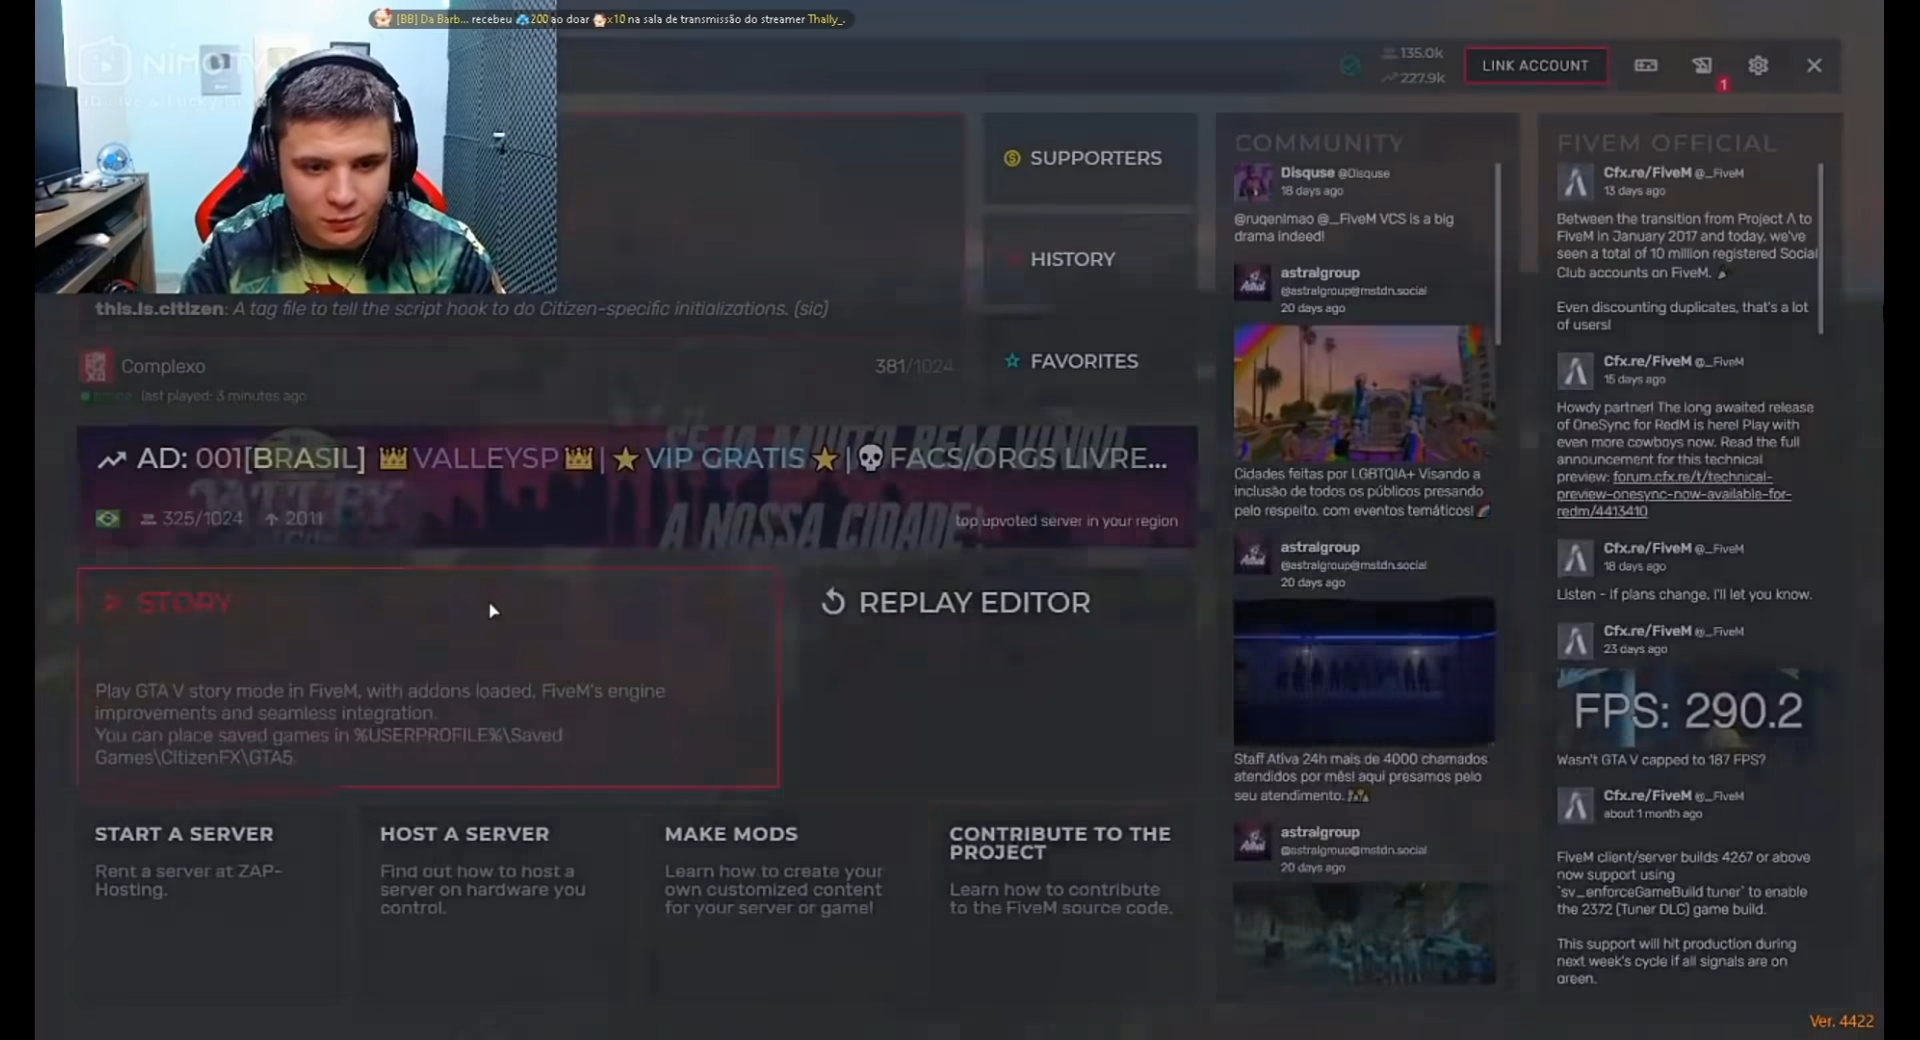 [BB] Da Barb... recebeu 200 ao doar x10 na sala de transmissão do streamer Thally_.
NIMO TV
135.0k
227.9k
LINK ACCOUNT
1
this.is.citizen: A tag file to tell the script hook to do Citizen-specific initializations. (sic)
Complexo
381/1024
last played: 3 minutes ago
SUPPORTERS
HISTORY
FAVORITES
SEJA MUITO BEM VINDO
A NOSSA CIDADE
AD: 001[BRASIL] 👑VALLEYSP👑|⭐VIP GRATIS⭐|💀FACS/ORGS LIVRE...
325/1024 2011
top upvoted server in your region
STORY
Play GTA V story mode in FiveM, with addons loaded, FiveM's engine
improvements and seamless integration.
You can place saved games in %USERPROFILE%\Saved
Games\CitizenFX\GTA5.
REPLAY EDITOR
START A SERVER
Rent a server at ZAP-
Hosting.
HOST A SERVER
Find out how to host a
server on hardware you
control.
MAKE MODS
Learn how to create your
own customized content
for your server or game!
CONTRIBUTE TO THE
PROJECT
Learn how to contribute
to the FiveM source code.
COMMUNITY
Disquse @Disquse
18 days ago
@ruqenlmao @_FiveM VCS is a big
drama indeed!
astralgroup
@astralgroup@mstdn.social
20 days ago
Cidades feitas por LGBTQIA+ Visando a
inclusão de todos os públicos presando
pelo respeito, com eventos temáticos!
astralgroup
@astralgroup@mstdn.social
20 days ago
Staff Ativa 24h mais de 4000 chamados
atendidos por mês! aqui presamos pelo
seu atendimento.
astralgroup
@astralgroup@mstdn.social
20 days ago
FIVEM OFFICIAL
Cfx.re/FiveM @_FiveM
13 days ago
Between the transition from Project Λ to
FiveM in January 2017 and today, we've
seen a total of 10 million registered Social
Club accounts on FiveM.
Even discounting duplicates, that's a lot
of users!
Cfx.re/FiveM @_FiveM
15 days ago
Howdy partner! The long awaited release
of OneSync for RedM is here! Play with
even more cowboys now. Read the full
announcement for this technical
preview: forum.cfx.re/t/technical-
preview-onesync-now-available-for-
redm/4413410
Cfx.re/FiveM @_FiveM
18 days ago
Listen - if plans change, I'll let you know.
Cfx.re/FiveM @_FiveM
23 days ago
FPS: 290.2
Wasn't GTA V capped to 187 FPS?
Cfx.re/FiveM @_FiveM
about 1 month ago
FiveM client/server builds 4267 or above
now support using
`sv_enforceGameBuild tuner` to enable
the 2372 (Tuner DLC) game build.
This support will hit production during
next week's cycle if all signals are on
green.
Ver. 4422